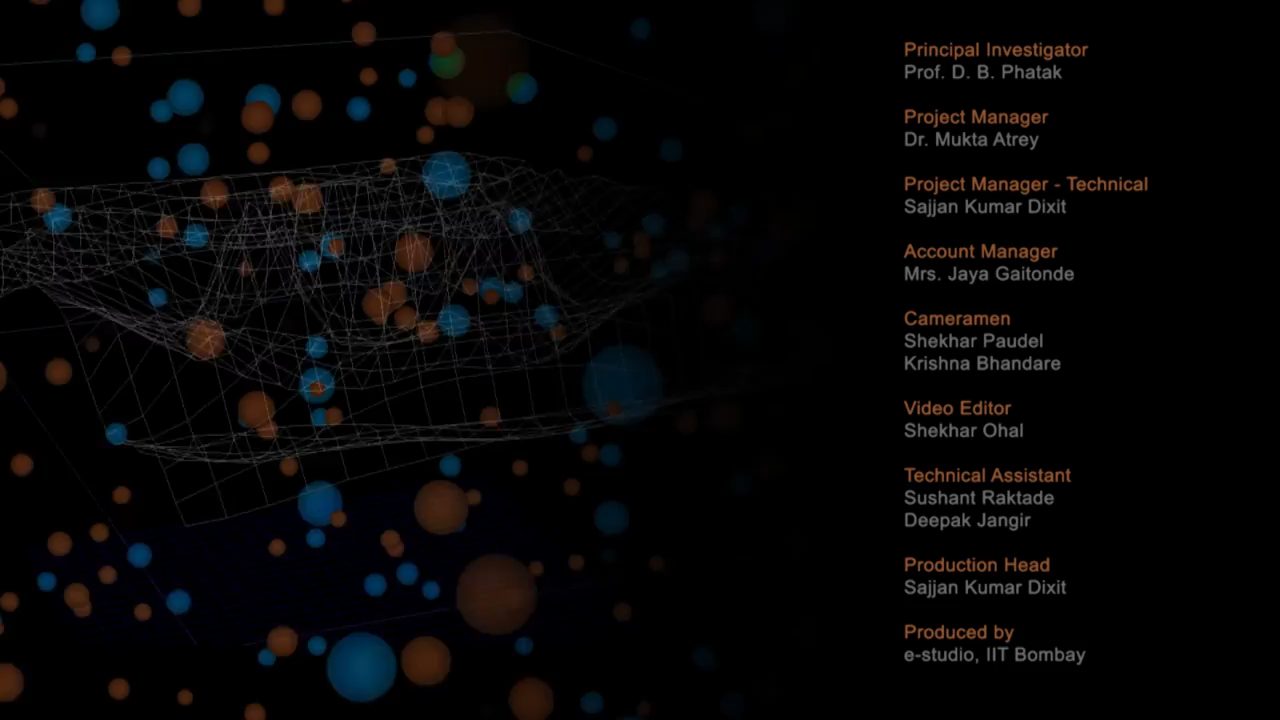 Principal Investigator
Prof. D. B. Phatak
Project Manager
Dr. Mukta Atrey
Project Manager - Technical
Sajjan Kumar Dixit
Account Manager
Mrs. Jaya Gaitonde
Cameramen
Shekhar Paudel
Krishna Bhandare
Video Editor
Shekhar Ohal
Technical Assistant
Sushant Raktade
Deepak Jangir
Production Head
Sajjan Kumar Dixit
Produced by
e-studio, IIT Bombay